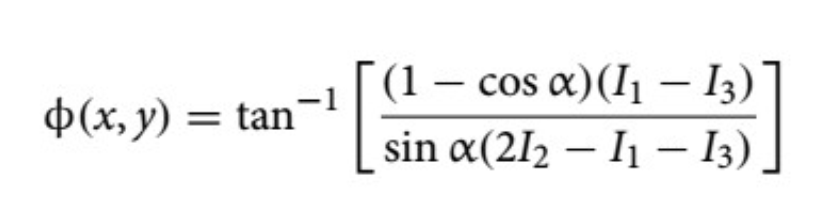 ϕ(x, y) = tan⁻¹ [ (1 − cos α)(I₁ − I₃) / sin α(2I₂ − I₁ − I₃) ]